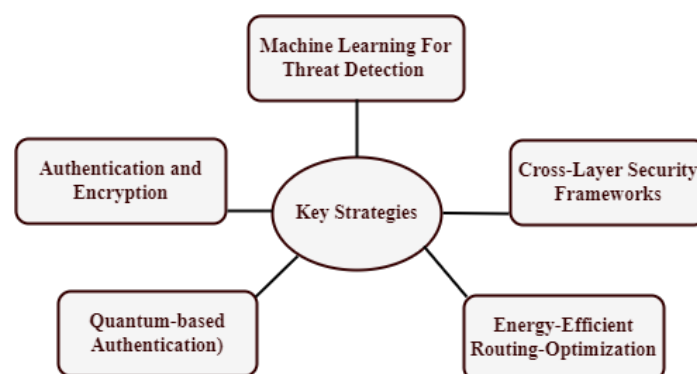 Machine Learning For
Threat Detection
Authentication and
Encryption
Cross-Layer Security
Frameworks
Key Strategies
Quantum-based
Authentication)
Energy-Efficient
Routing-Optimization